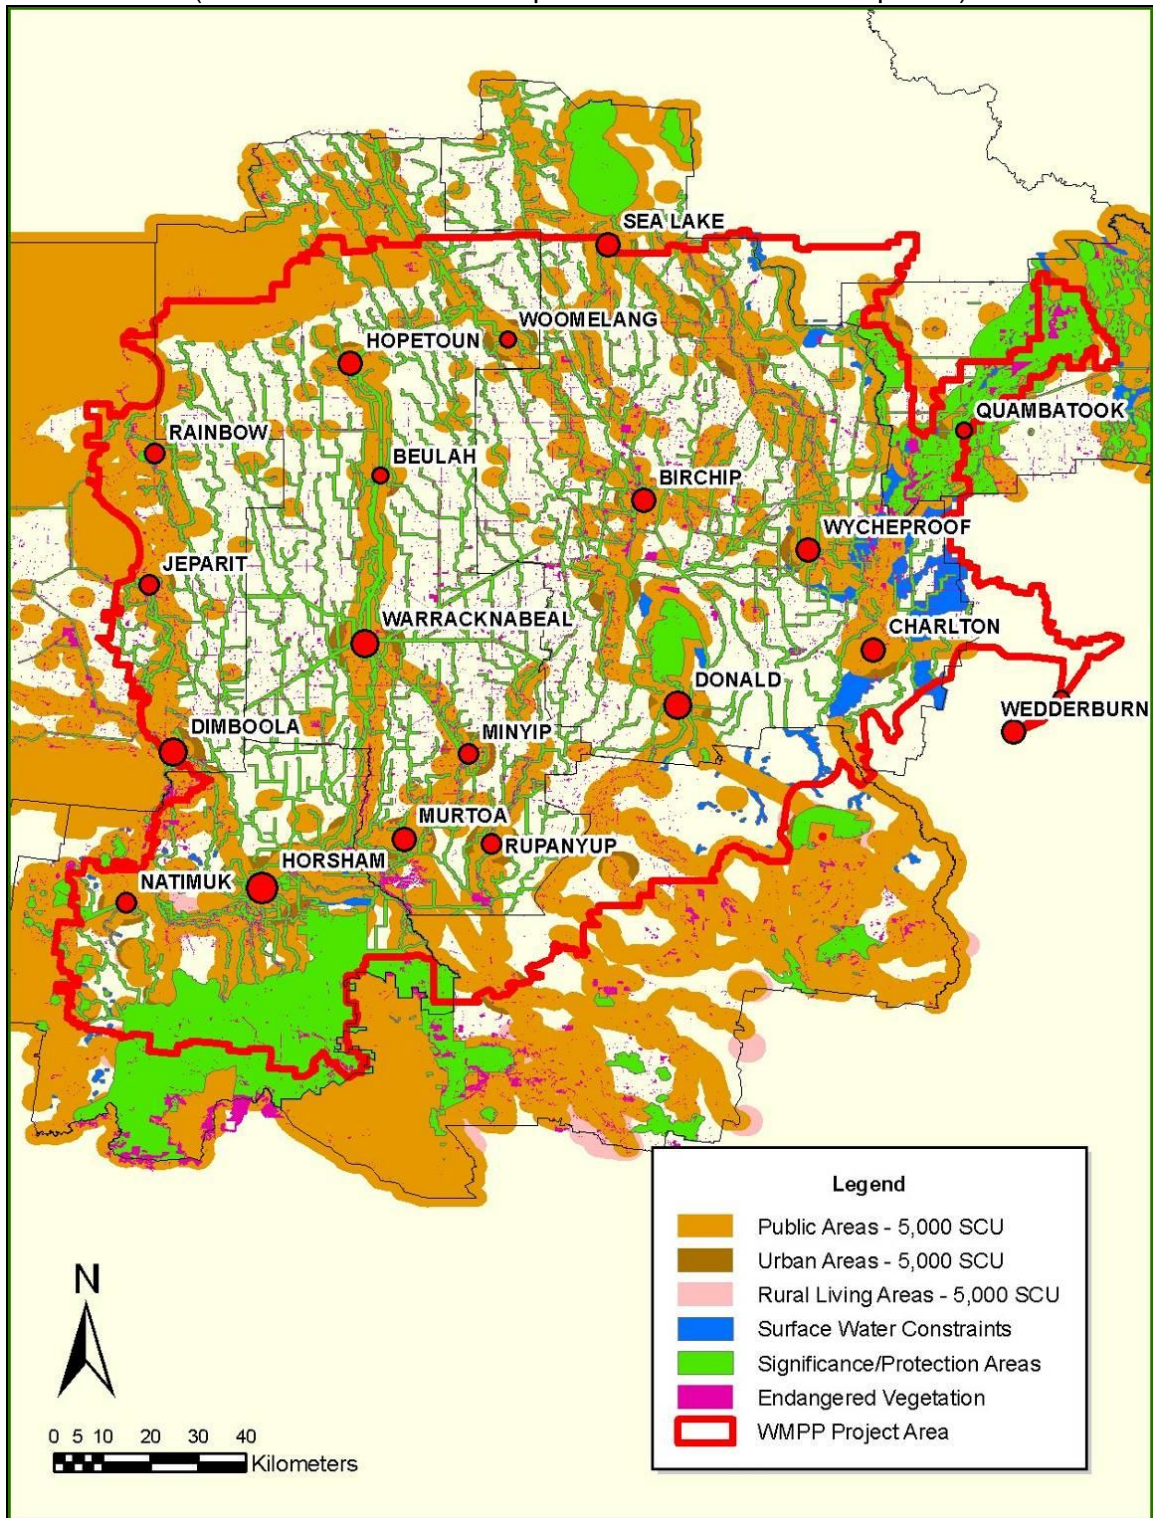 SEA LAKE
WOOMELANG
HOPETOUN
QUAMBATOOK
RAINBOW
BEULAH
BIRCHIP
WYCHEPROOF
JEPARIT
WARRACKNABEAL
CHARLTON
DONALD
WEDDERBURN
DIMBOOLA
MINYIP
MURTOA
RUPANYUP
HORSHAM
NATIMUK
Legend
Public Areas - 5,000 SCU
Urban Areas - 5,000 SCU
Rural Living Areas - 5,000 SCU
Surface Water Constraints
Significance/Protection Areas
Endangered Vegetation
WMPP Project Area
N
0 5 10 20 30 40
Kilometers